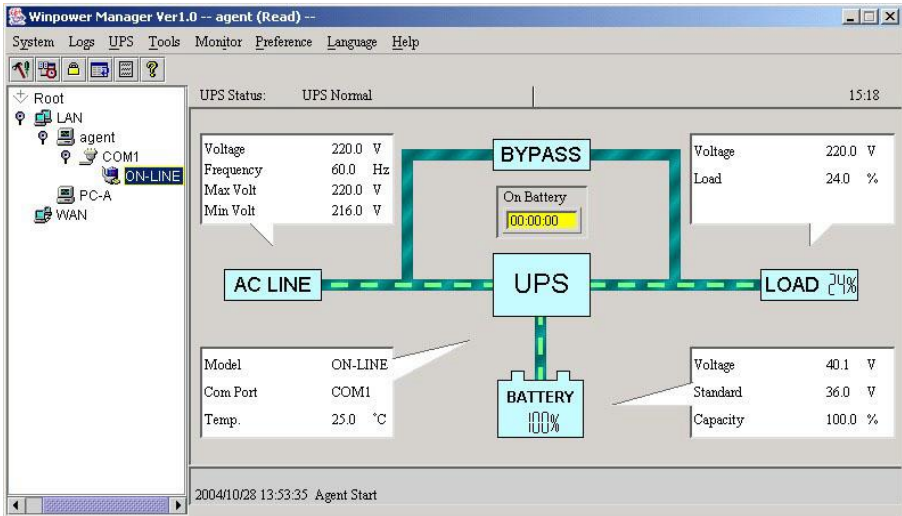 Winpower Manager Ver1.0 -- agent (Read) --
System Logs UPS Tools Monitor Preference Language Help
Root
LAN
agent
COM1
ON-LINE
PC-A
WAN
UPS Status: UPS Normal 15:18
Voltage 220.0 V
Frequency 60.0 Hz
Max Volt 220.0 V
Min Volt 216.0 V
BYPASS
On Battery
00:00:00
Voltage 220.0 V
Load 24.0 %
AC LINE
UPS
LOAD 24%
Model ON-LINE
Com Port COM1
Temp. 25.0 °C
BATTERY
100%
Voltage 40.1 V
Standard 36.0 V
Capacity 100.0 %
2004/10/28 13:53:35 Agent Start